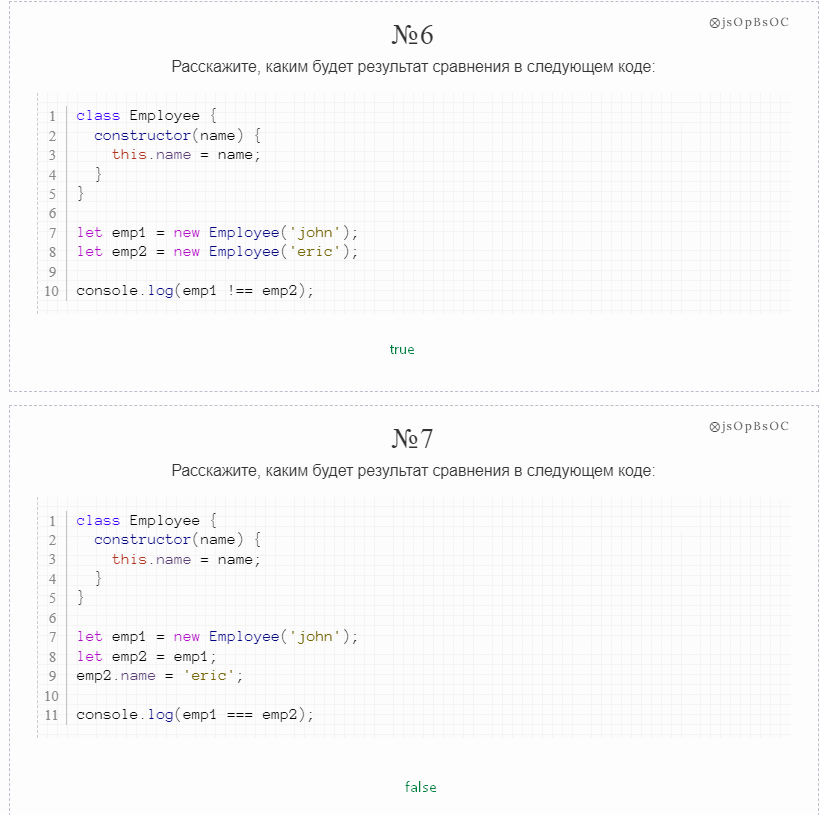 ⊗jsOpBsOC
№6
Расскажите, каким будет результат сравнения в следующем коде:
1 class Employee {
2   constructor(name) {
3     this.name = name;
4   }
5 }
6
7 let emp1 = new Employee('john');
8 let emp2 = new Employee('eric');
9
10 console.log(emp1 !== emp2);
true
⊗jsOpBsOC
№7
Расскажите, каким будет результат сравнения в следующем коде:
1 class Employee {
2   constructor(name) {
3     this.name = name;
4   }
5 }
6
7 let emp1 = new Employee('john');
8 let emp2 = emp1;
9 emp2.name = 'eric';
10
11 console.log(emp1 === emp2);
false